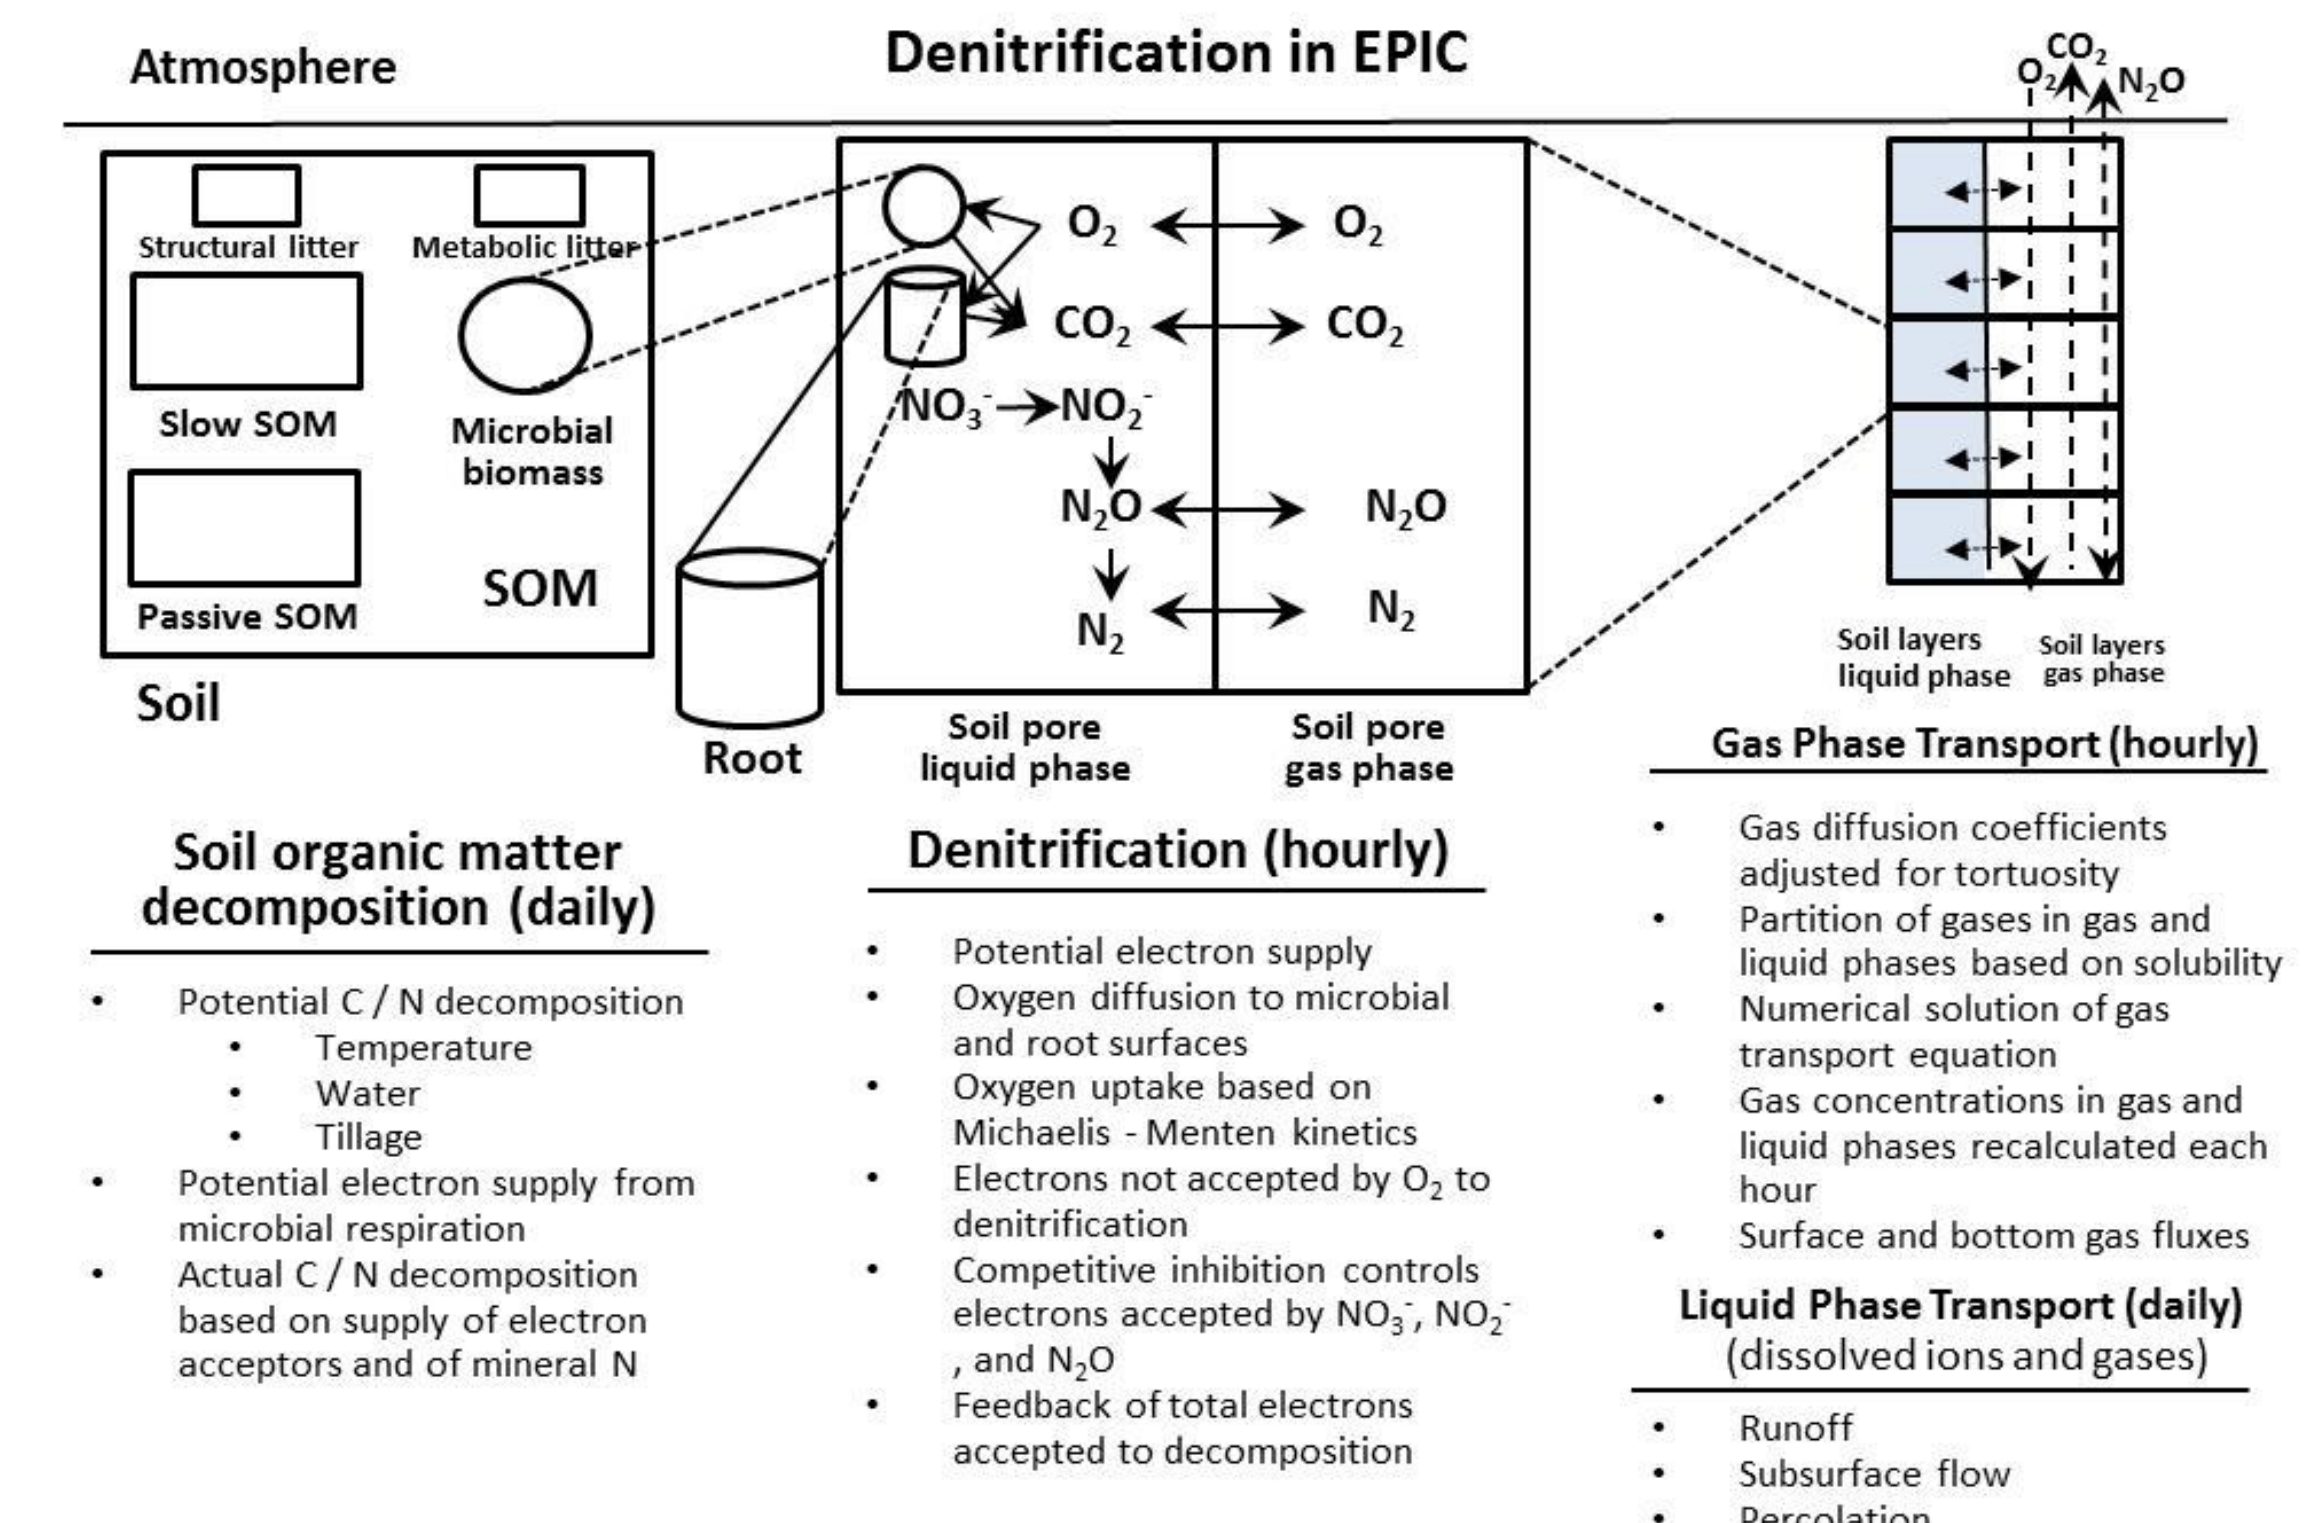 Denitrification in EPIC
Atmosphere
CO₂
O₂
N₂O
Structural litter
Metabolic litter
Slow SOM
Microbial
biomass
Passive SOM
SOM
Soil
Root
O₂
O₂
CO₂
CO₂
NO₃⁻
NO₂⁻
N₂O
N₂O
N₂
N₂
Soil pore
liquid phase
Soil pore
gas phase
Soil layers
liquid phase
Soil layers
gas phase
Soil organic matter
decomposition (daily)
• Potential C / N decomposition
• Temperature
• Water
• Tillage
• Potential electron supply from
microbial respiration
• Actual C / N decomposition
based on supply of electron
acceptors and of mineral N
Denitrification (hourly)
• Potential electron supply
• Oxygen diffusion to microbial
and root surfaces
• Oxygen uptake based on
Michaelis - Menten kinetics
• Electrons not accepted by O₂ to
denitrification
• Competitive inhibition controls
electrons accepted by NO₃⁻, NO₂⁻
, and N₂O
• Feedback of total electrons
accepted to decomposition
Gas Phase Transport (hourly)
• Gas diffusion coefficients
adjusted for tortuosity
• Partition of gases in gas and
liquid phases based on solubility
• Numerical solution of gas
transport equation
• Gas concentrations in gas and
liquid phases recalculated each
hour
• Surface and bottom gas fluxes
Liquid Phase Transport (daily)
(dissolved ions and gases)
• Runoff
• Subsurface flow
• Percolation